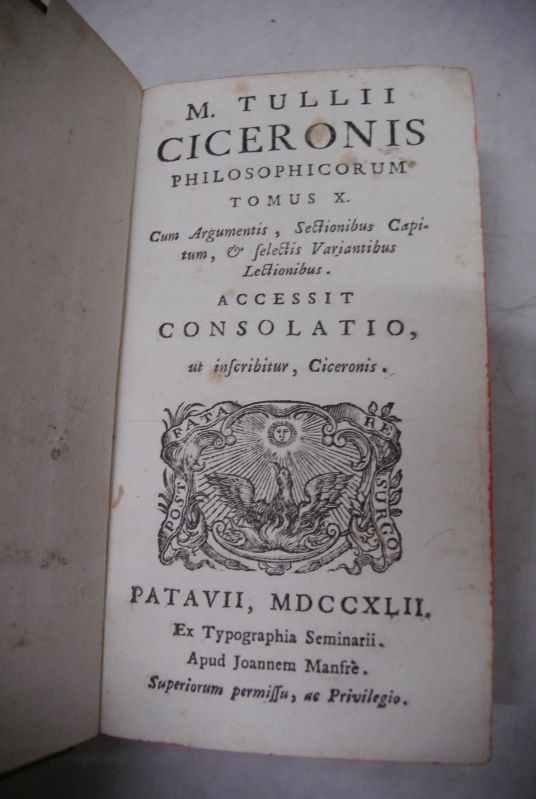 M. TULLII
CICERONIS
PHILOSOPHICORUM
TOMUS X.
Cum Argumentis, Sectionibus Capi-
tum, & ſelectis Variantibus
Lectionibus.
ACCESSIT
CONSOLATIO,
ut inſcribitur, Ciceronis.
POST FATA RESURGO
PATAVII, MDCCXLII.
Ex Typographia Seminarii.
Apud Joannem Manfrè.
Superiorum permiſſu, ac Privilegio.